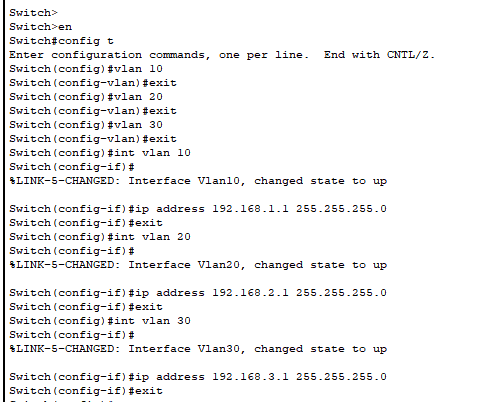 Switch>
Switch>en
Switch#config t
Enter configuration commands, one per line.  End with CNTL/Z.
Switch(config)#vlan 10
Switch(config-vlan)#exit
Switch(config)#vlan 20
Switch(config-vlan)#exit
Switch(config)#vlan 30
Switch(config-vlan)#exit
Switch(config)#int vlan 10
Switch(config-if)#
%LINK-5-CHANGED: Interface Vlan10, changed state to up
Switch(config-if)#ip address 192.168.1.1 255.255.255.0
Switch(config-if)#exit
Switch(config)#int vlan 20
Switch(config-if)#
%LINK-5-CHANGED: Interface Vlan20, changed state to up
Switch(config-if)#ip address 192.168.2.1 255.255.255.0
Switch(config-if)#exit
Switch(config)#int vlan 30
Switch(config-if)#
%LINK-5-CHANGED: Interface Vlan30, changed state to up
Switch(config-if)#ip address 192.168.3.1 255.255.255.0
Switch(config-if)#exit